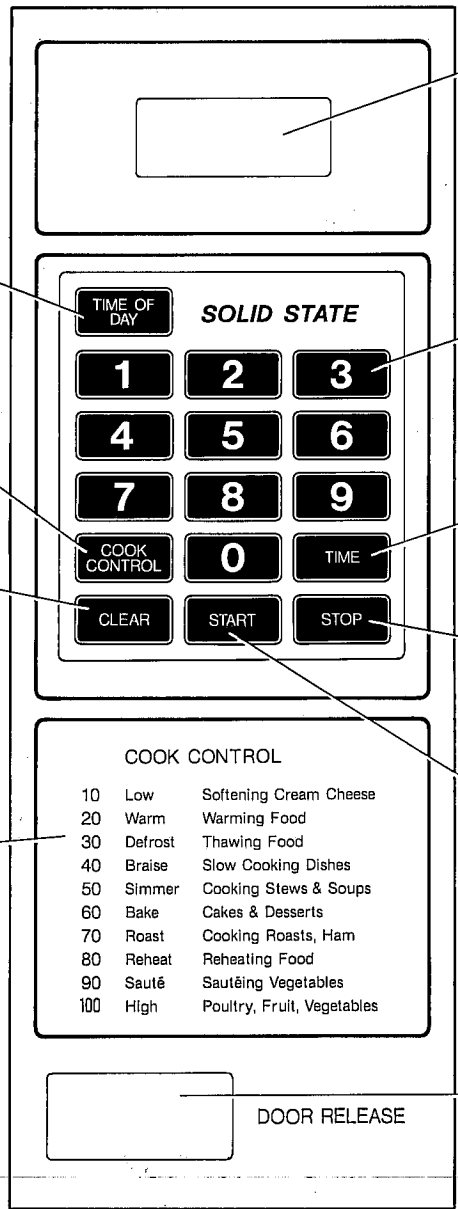 TIME OF
DAY
SOLID STATE
1 2 3
4 5 6
7 8 9
COOK
CONTROL
0 TIME
CLEAR START STOP
COOK CONTROL
10 Low Softening Cream Cheese
20 Warm Warming Food
30 Defrost Thawing Food
40 Braise Slow Cooking Dishes
50 Simmer Cooking Stews & Soups
60 Bake Cakes & Desserts
70 Roast Cooking Roasts, Ham
80 Reheat Reheating Food
90 Sautē Sautēing Vegetables
100 High Poultry, Fruit, Vegetables
DOOR RELEASE